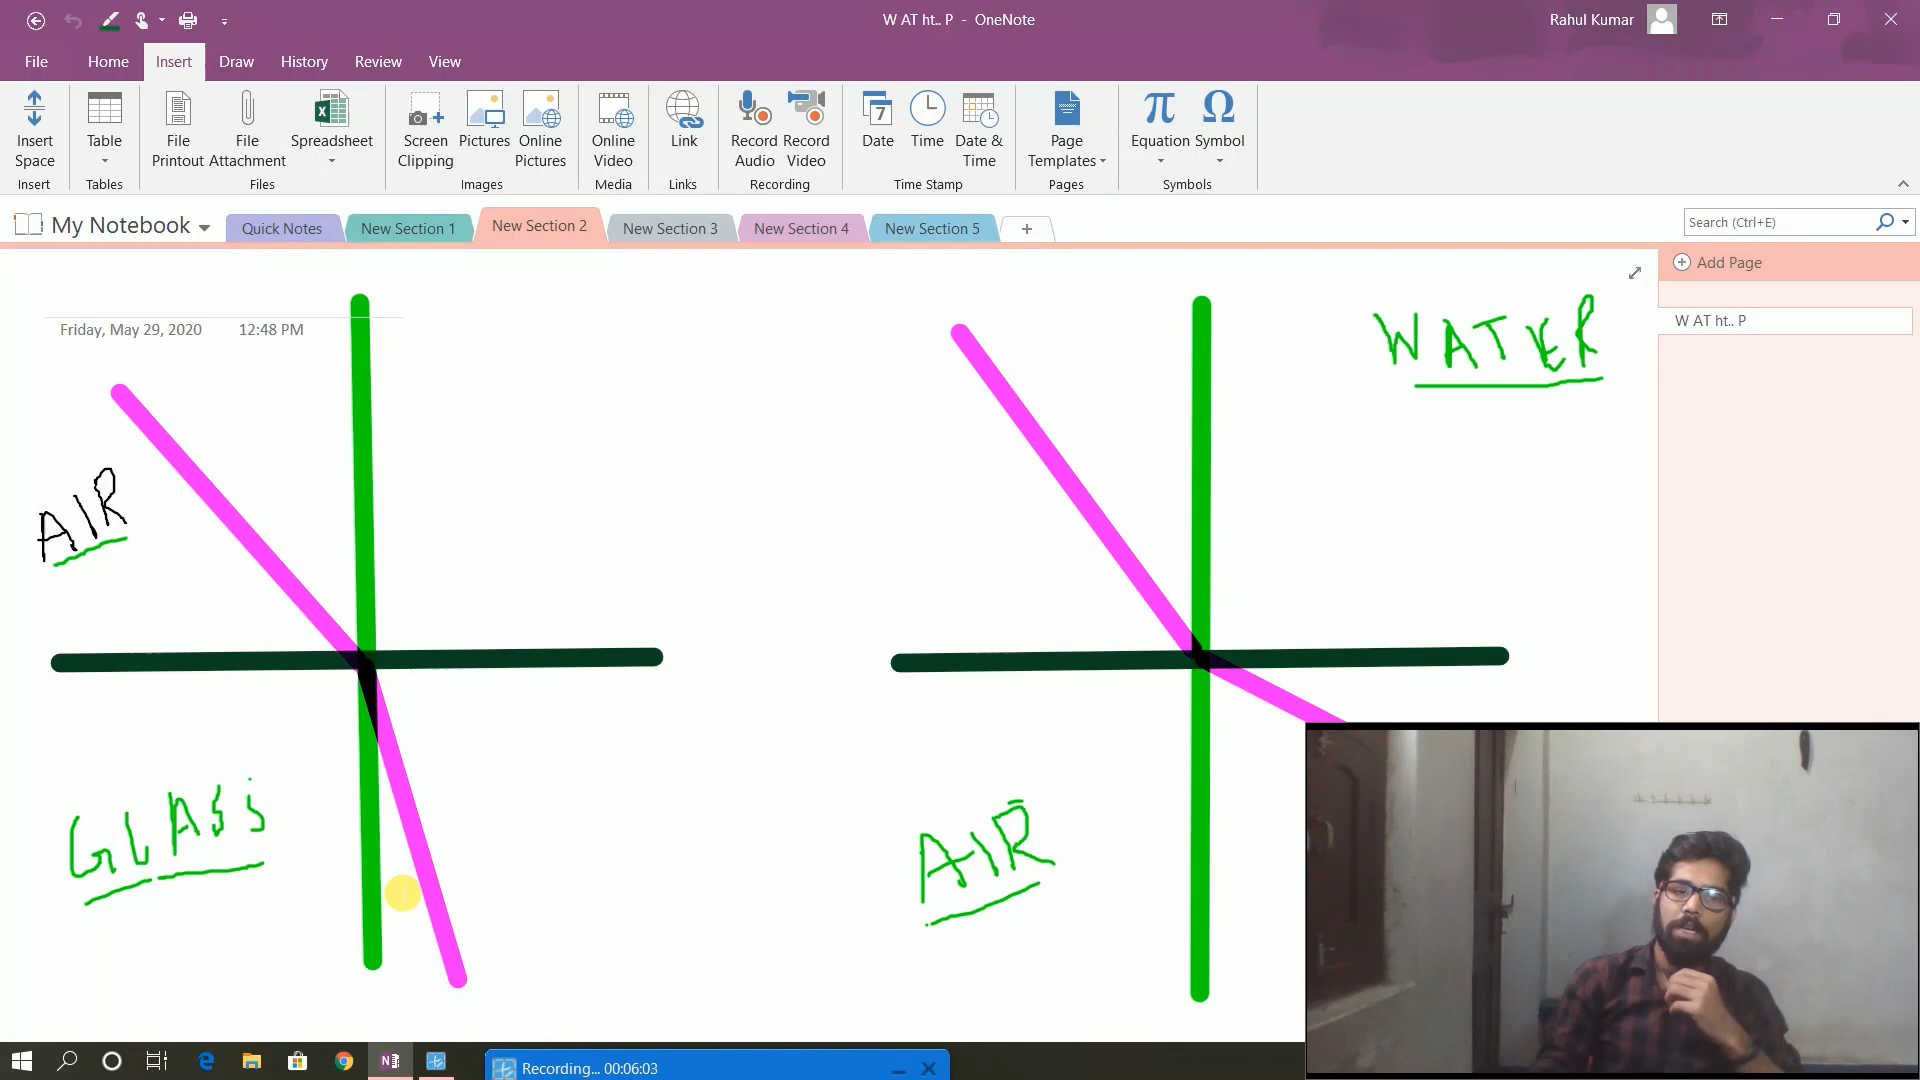 W AT ht.. P - OneNote
Rahul Kumar
File Home Insert Draw History Review View
Insert Space
Table
File Printout
File Attachment
Spreadsheet
Screen Clipping
Pictures
Online Pictures
Online Video
Link
Record Audio
Record Video
7
Date
Time
Date & Time
Page Templates
π
Equation
Ω
Symbol
Insert Tables Files Images Media Links Recording Time Stamp Pages Symbols
My Notebook
Quick Notes
New Section 1
New Section 2
New Section 3
New Section 4
New Section 5
+
Search (Ctrl+E)
Add Page
W AT ht.. P
Friday, May 29, 2020 12:48 PM
WATER
AIR
GLASS
AIR
Recording... 00:06:03